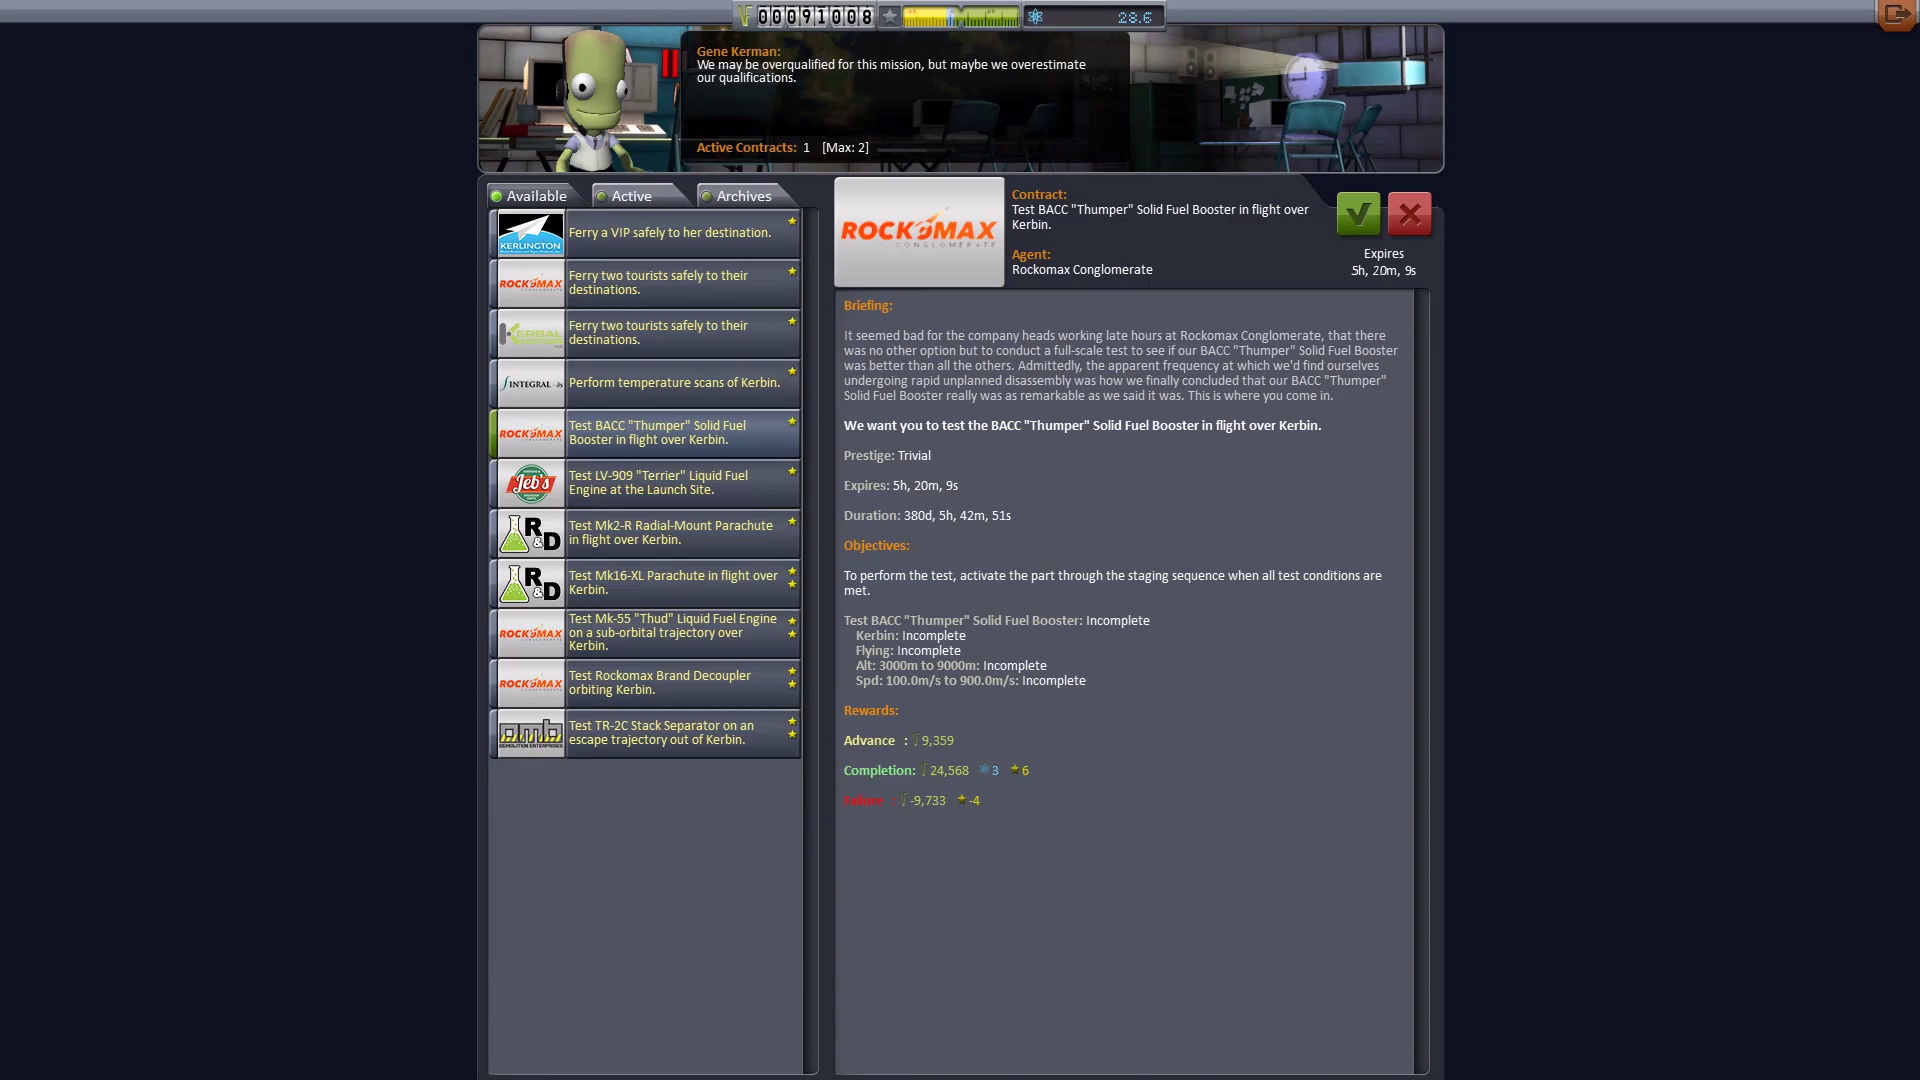 00091008
28.6
Gene Kerman:
We may be overqualified for this mission, but maybe we overestimate
our qualifications.
Active Contracts: 1 [Max: 2]
Available
Active
Archives
KERLINGTON
Ferry a VIP safely to her destination.
ROCKOMAX
CONGLOMERATE
Ferry two tourists safely to their
destinations.
KERBAL
MOTION
Ferry two tourists safely to their
destinations.
INTEGRAL
Perform temperature scans of Kerbin.
ROCKOMAX
CONGLOMERATE
Test BACC "Thumper" Solid Fuel
Booster in flight over Kerbin.
Jeb's
Test LV-909 "Terrier" Liquid Fuel
Engine at the Launch Site.
R&D
Test Mk2-R Radial-Mount Parachute
in flight over Kerbin.
R&D
Test Mk16-XL Parachute in flight over
Kerbin.
ROCKOMAX
CONGLOMERATE
Test Mk-55 "Thud" Liquid Fuel Engine
on a sub-orbital trajectory over
Kerbin.
ROCKOMAX
CONGLOMERATE
Test Rockomax Brand Decoupler
orbiting Kerbin.
OMB
DEMOLITION ENTERPRISES
Test TR-2C Stack Separator on an
escape trajectory out of Kerbin.
ROCKOMAX
CONGLOMERATE
Contract:
Test BACC "Thumper" Solid Fuel Booster in flight over
Kerbin.
Agent:
Rockomax Conglomerate
Expires
5h, 20m, 9s
Briefing:
It seemed bad for the company heads working late hours at Rockomax Conglomerate, that there
was no other option but to conduct a full-scale test to see if our BACC "Thumper" Solid Fuel Booster
was better than all the others. Admittedly, the apparent frequency at which we'd find ourselves
undergoing rapid unplanned disassembly was how we finally concluded that our BACC "Thumper"
Solid Fuel Booster really was as remarkable as we said it was. This is where you come in.
We want you to test the BACC "Thumper" Solid Fuel Booster in flight over Kerbin.
Prestige: Trivial
Expires: 5h, 20m, 9s
Duration: 380d, 5h, 42m, 51s
Objectives:
To perform the test, activate the part through the staging sequence when all test conditions are
met.
Test BACC "Thumper" Solid Fuel Booster: Incomplete
Kerbin: Incomplete
Flying: Incomplete
Alt: 3000m to 9000m: Incomplete
Spd: 100.0m/s to 900.0m/s: Incomplete
Rewards:
Advance : 9,359
Completion: 24,568 3 6
Failure : -9,733 -4